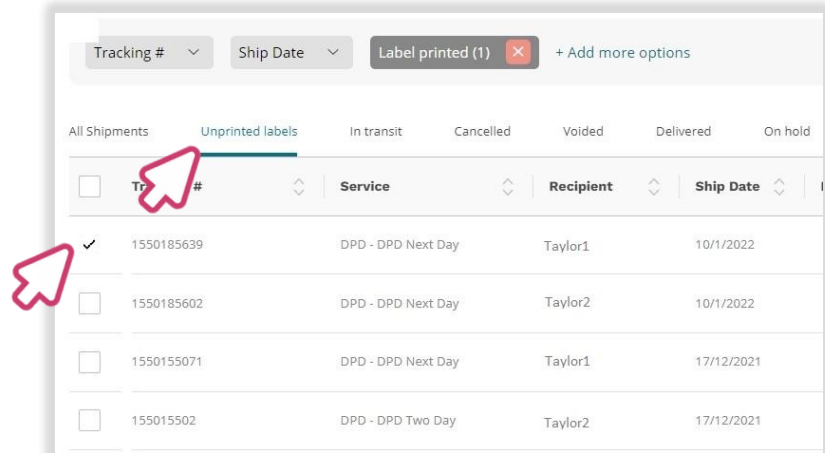 Tracking # Ship Date Label printed (1) + Add more options
All Shipments Unprinted labels In transit Cancelled Voided Delivered On hold
# Service Recipient Ship Date
1550185639 DPD - DPD Next Day Taylor1 10/1/2022
1550185602 DPD - DPD Next Day Taylor2 10/1/2022
1550155071 DPD - DPD Next Day Taylor1 17/12/2021
155015502 DPD - DPD Two Day Taylor2 17/12/2021